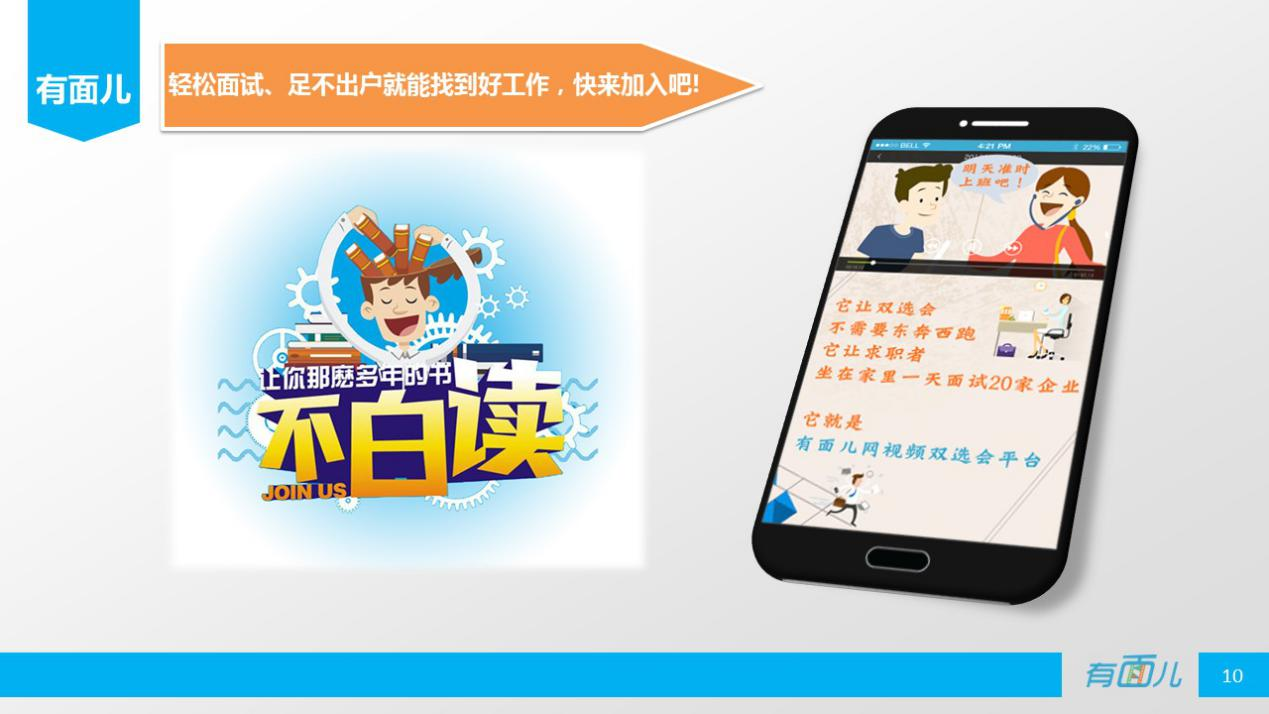 有面儿
轻松面试、足不出户就能找到好工作，快来加入吧!
让你那麽多年的书
不白读
JOIN US
BELL
4:21 PM
22%
明天准时
上班吧！
它让双选会
不需要东奔西跑
它让求职者
坐在家里一天面试20家企业
它就是
有面儿网视频双选会平台
有面儿
10